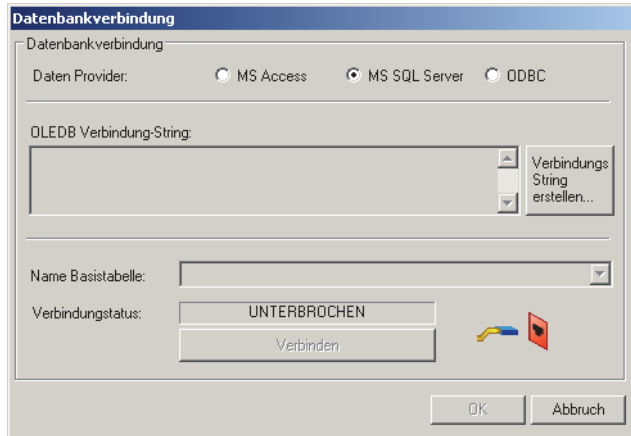 Datenbankverbindung
Datenbankverbindung
Daten Provider: MS Access MS SQL Server ODBC
OLEDB Verbindung-String:
Verbindungs
String
erstellen...
Name Basistabelle:
Verbindungstatus: UNTERBROCHEN
Verbinden
OK Abbruch